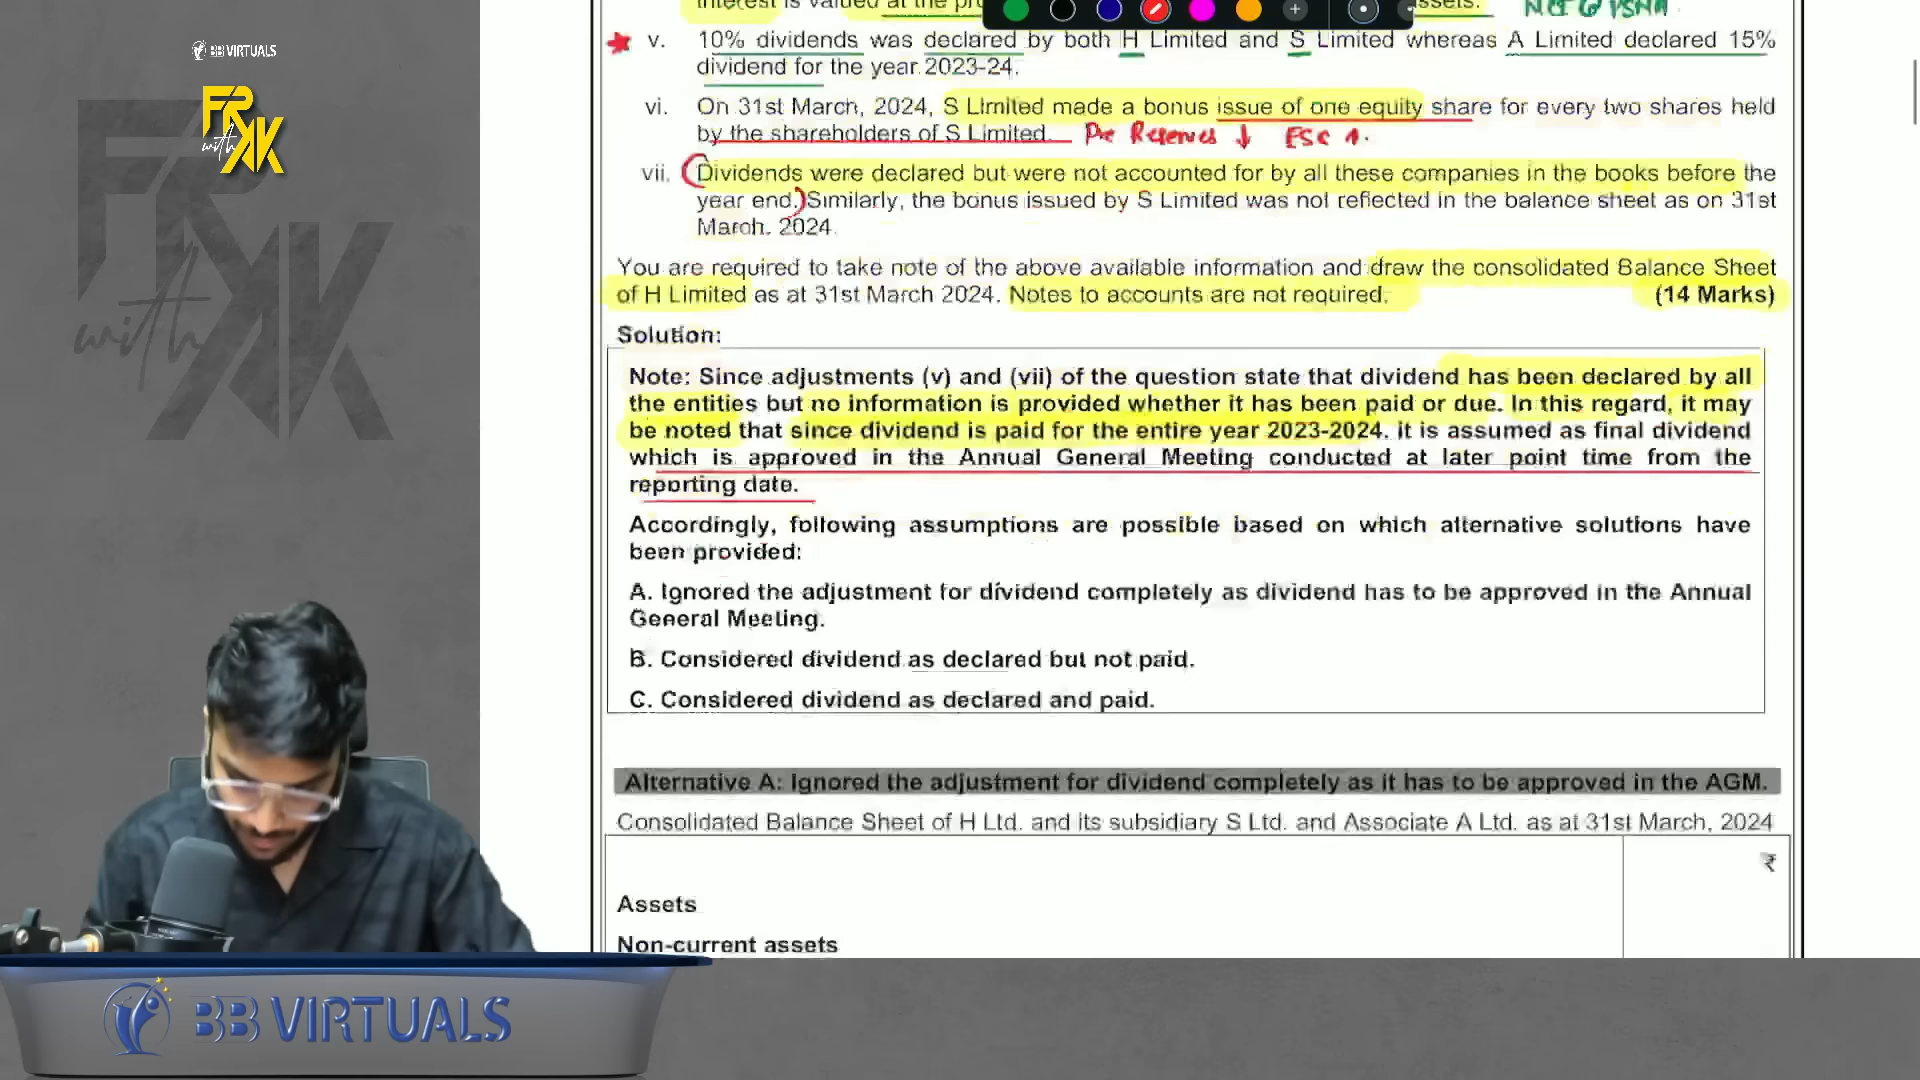 BB VIRTUALS
FR
with
AK
FR
with
AK
v. 10% dividends was declared by both H Limited and S Limited whereas A Limited declared 15%
dividend for the year 2023-24.
vi. On 31st March, 2024, S Limited made a bonus issue of one equity share for every two shares held
by the shareholders of S Limited. Pre Reserves ↓ ESC ↑.
vii. (Dividends were declared but were not accounted for by all these companies in the books before the
year end.) Similarly, the bonus issued by S Limited was not reflected in the balance sheet as on 31st
March. 2024.
You are required to take note of the above available information and draw the consolidated Balance Sheet
of H Limited as at 31st March 2024. Notes to accounts are not required.
(14 Marks)
Solution:
Note: Since adjustments (v) and (vii) of the question state that dividend has been declared by all
the entities but no information is provided whether it has been paid or due. In this regard, it may
be noted that since dividend is paid for the entire year 2023-2024. It is assumed as final dividend
which is approved in the Annual General Meeting conducted at later point time from the
reporting date.
Accordingly, following assumptions are possible based on which alternative solutions have
been provided:
A. Ignored the adjustment for dividend completely as dividend has to be approved in the Annual
General Meeting.
B. Considered dividend as declared but not paid.
C. Considered dividend as declared and paid.
Alternative A: Ignored the adjustment for dividend completely as it has to be approved in the AGM.
Consolidated Balance Sheet of H Ltd. and its subsidiary S Ltd. and Associate A Ltd. as at 31st March, 2024
₹
Assets
Non-current assets
BB VIRTUALS